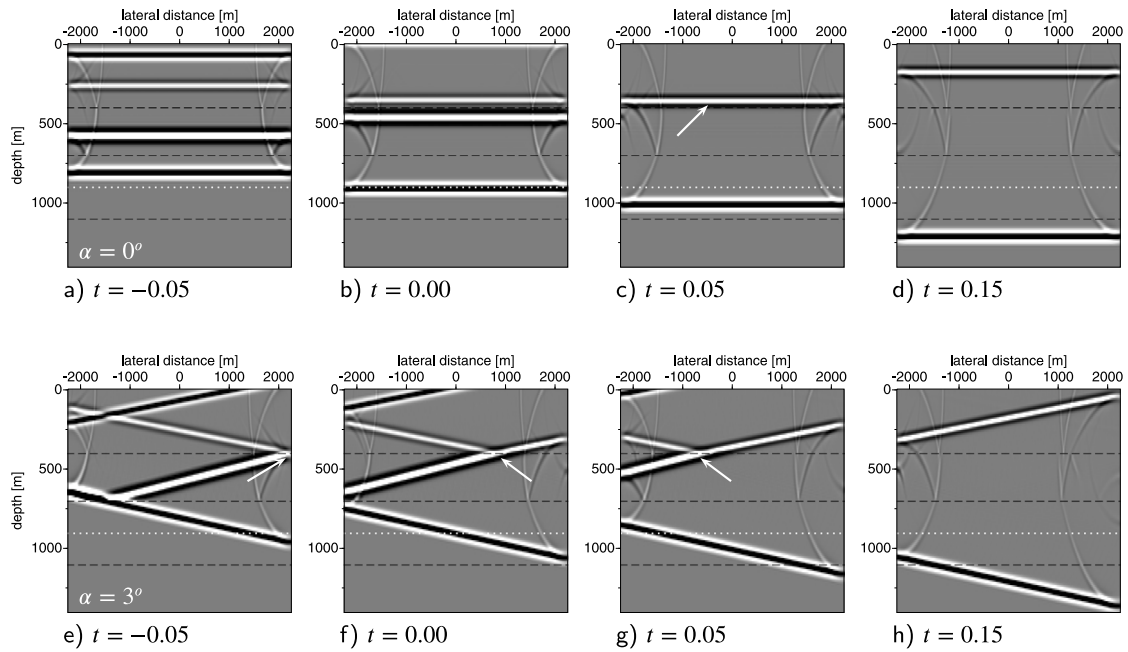 lateral distance [m] lateral distance [m] lateral distance [m] lateral distance [m]
-2000 -1000 0 1000 2000 -2000 -1000 0 1000 2000 -2000 -1000 0 1000 2000 -2000 -1000 0 1000 2000
0 0 0 0
500 500 500 500
depth [m]
1000 1000 1000 1000
α = 0º
a) t = −0.05 b) t = 0.00 c) t = 0.05 d) t = 0.15
lateral distance [m] lateral distance [m] lateral distance [m] lateral distance [m]
-2000 -1000 0 1000 2000 -2000 -1000 0 1000 2000 -2000 -1000 0 1000 2000 -2000 -1000 0 1000 2000
0 0 0 0
500 500 500 500
depth [m]
1000 1000 1000 1000
α = 3º
e) t = −0.05 f) t = 0.00 g) t = 0.05 h) t = 0.15